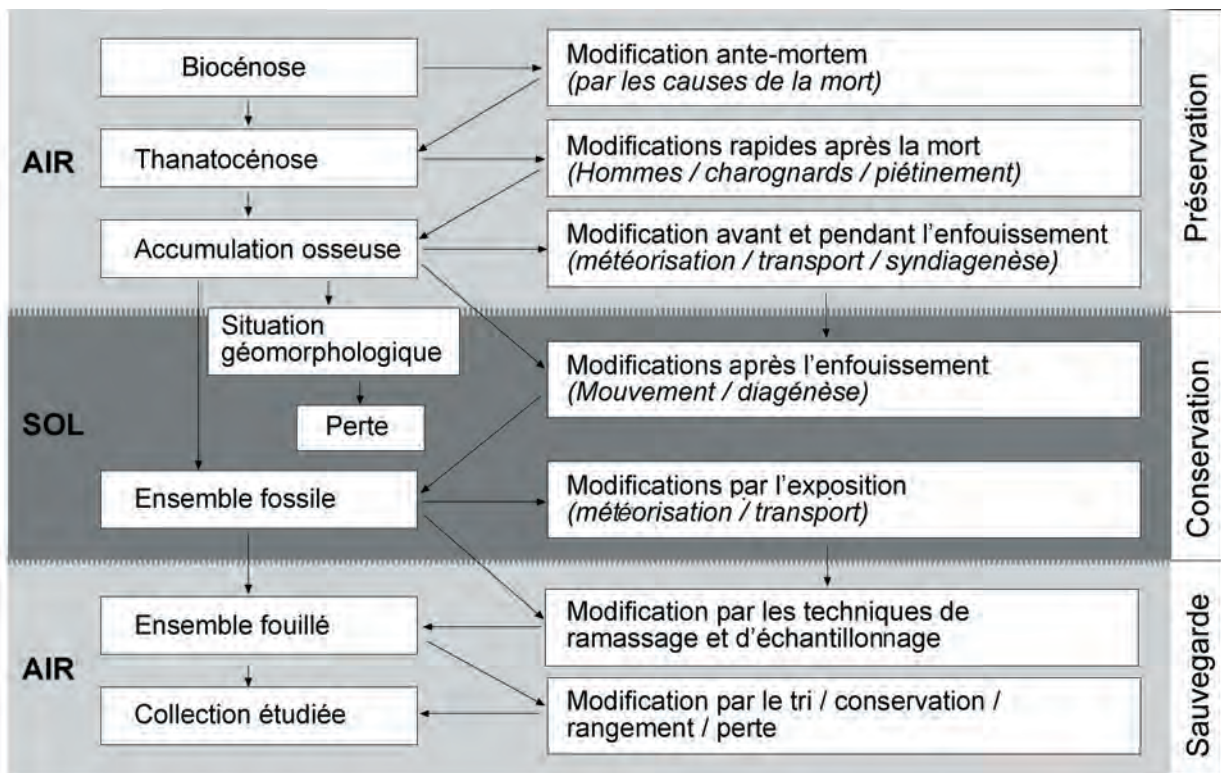 Biocénose
Modification ante-mortem
(par les causes de la mort)
AIR
Thanatocénose
Modifications rapides après la mort
(Hommes / charognards / piétinement)
Accumulation osseuse
Modification avant et pendant l'enfouissement
(météorisation / transport / syndiagenèse)
Préservation
Situation
géomorphologique
Modifications après l'enfouissement
(Mouvement / diagénèse)
SOL
Perte
Ensemble fossile
Modifications par l'exposition
(météorisation / transport)
Conservation
Ensemble fouillé
Modification par les techniques de
ramassage et d'échantillonnage
AIR
Collection étudiée
Modification par le tri / conservation /
rangement / perte
Sauvegarde